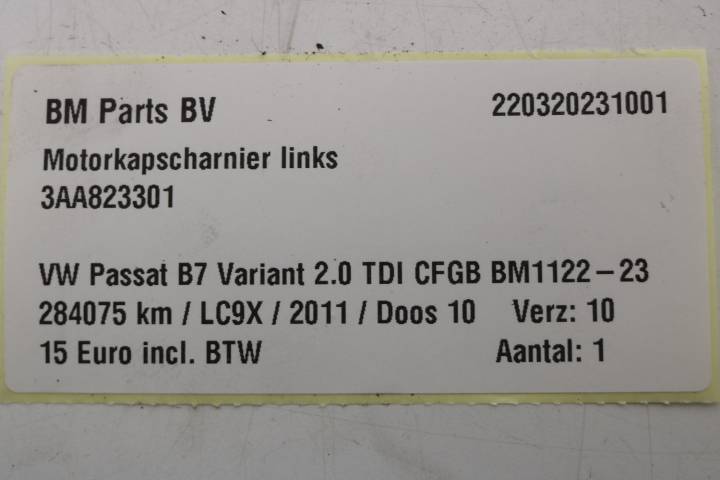 BM Parts BV 220320231001
Motorkapscharnier links
3AA823301
VW Passat B7 Variant 2.0 TDI CFGB BM1122-23
284075 km / LC9X / 2011 / Doos 10 Verz: 10
15 Euro incl. BTW Aantal: 1